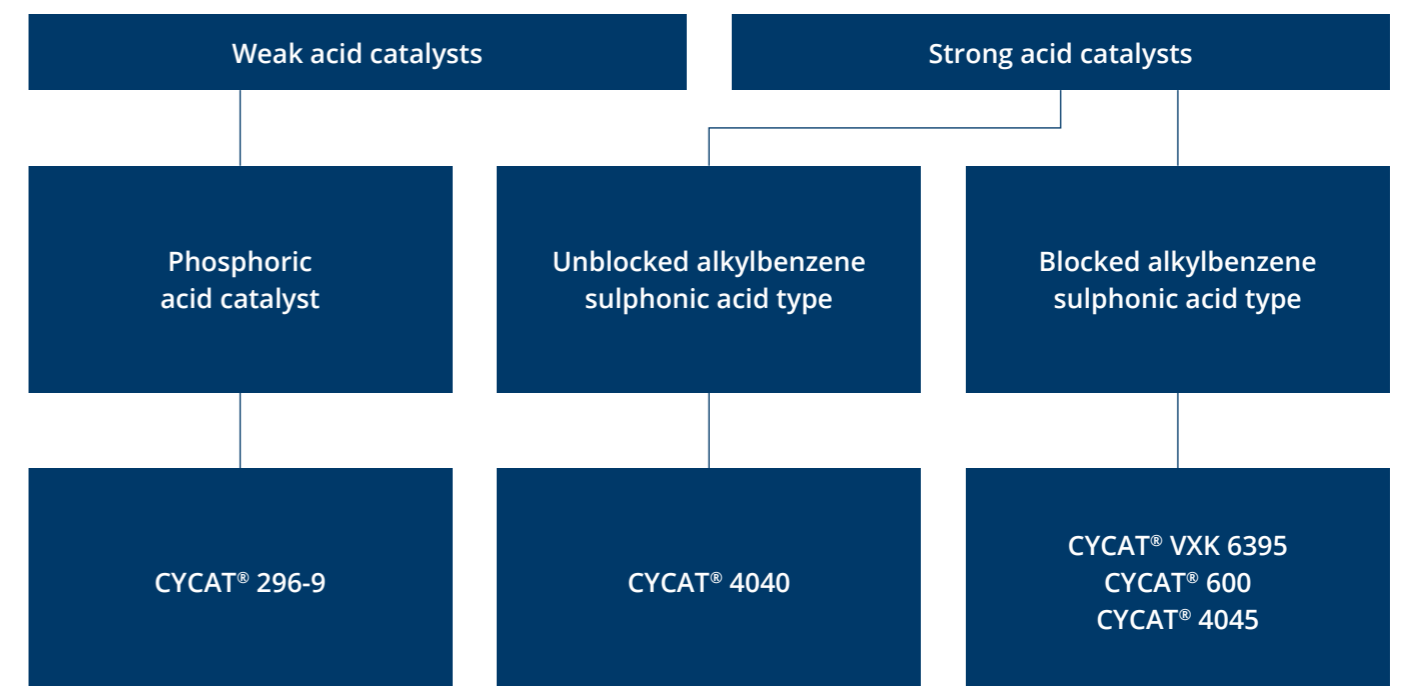 Weak acid catalysts
Strong acid catalysts
Phosphoric
acid catalyst
Unblocked alkylbenzene
sulphonic acid type
Blocked alkylbenzene
sulphonic acid type
CYCAT® 296-9
CYCAT® 4040
CYCAT® VXK 6395
CYCAT® 600
CYCAT® 4045